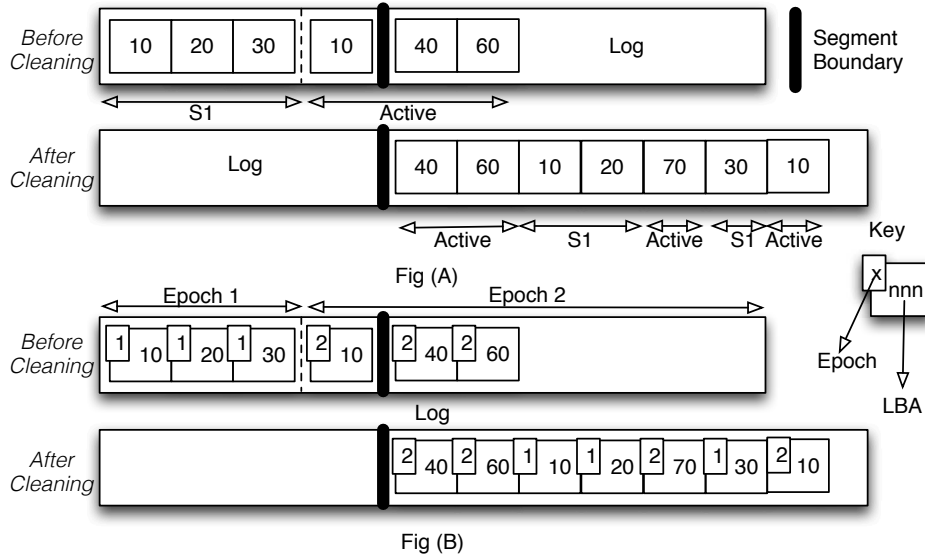 Before Cleaning
10 20 30 10 40 60 Log
Segment Boundary
S1 Active
After Cleaning
Log 40 60 10 20 70 30 10
Active S1 Active S1 Active
Fig (A)
Key
x
nnn
Epoch
LBA
Epoch 1 Epoch 2
Before Cleaning
1 10 1 20 1 30 2 10 2 40 2 60
Log
After Cleaning
2 40 2 60 1 10 1 20 2 70 1 30 2 10
Fig (B)